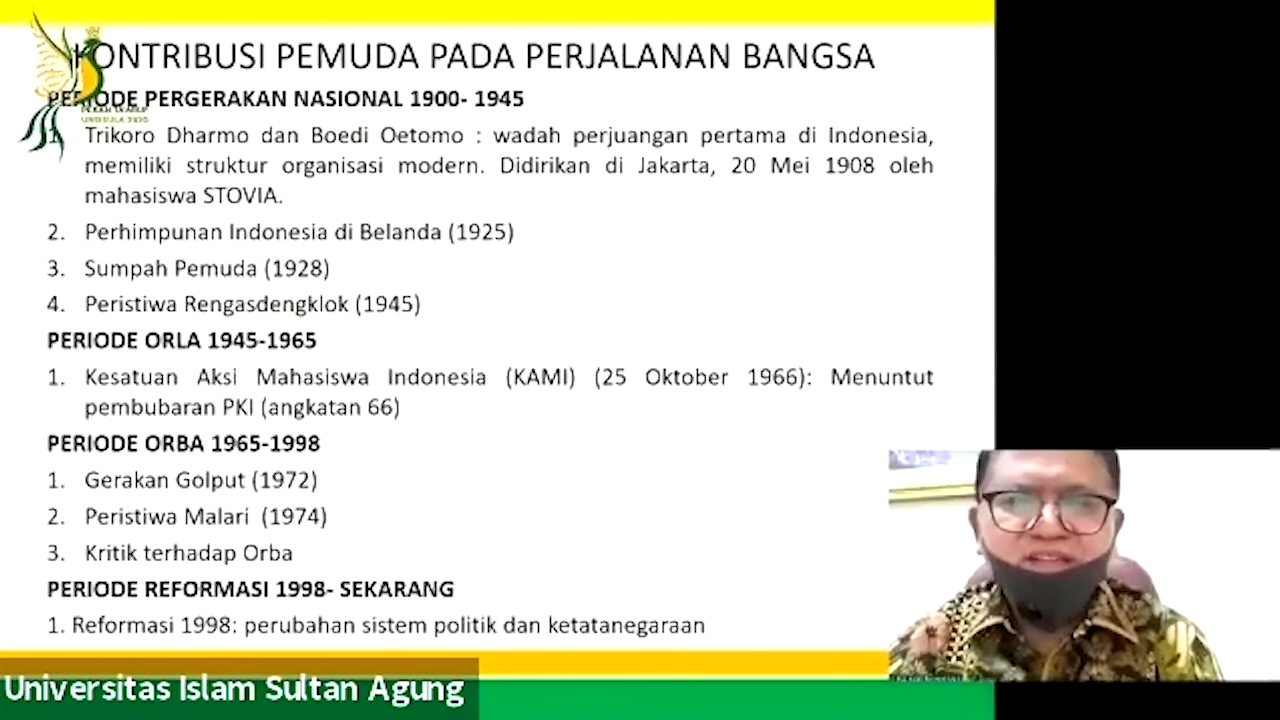 KONTRIBUSI PEMUDA PADA PERJALANAN BANGSA
PERIODE PERGERAKAN NASIONAL 1900- 1945
1. Trikoro Dharmo dan Boedi Oetomo : wadah perjuangan pertama di Indonesia,
memiliki struktur organisasi modern. Didirikan di Jakarta, 20 Mei 1908 oleh
mahasiswa STOVIA.
2. Perhimpunan Indonesia di Belanda (1925)
3. Sumpah Pemuda (1928)
4. Peristiwa Rengasdengklok (1945)
PERIODE ORLA 1945-1965
1. Kesatuan Aksi Mahasiswa Indonesia (KAMI) (25 Oktober 1966): Menuntut
pembubaran PKI (angkatan 66)
PERIODE ORBA 1965-1998
1. Gerakan Golput (1972)
2. Peristiwa Malari (1974)
3. Kritik terhadap Orba
PERIODE REFORMASI 1998- SEKARANG
1. Reformasi 1998: perubahan sistem politik dan ketatanegaraan
Universitas Islam Sultan Agung